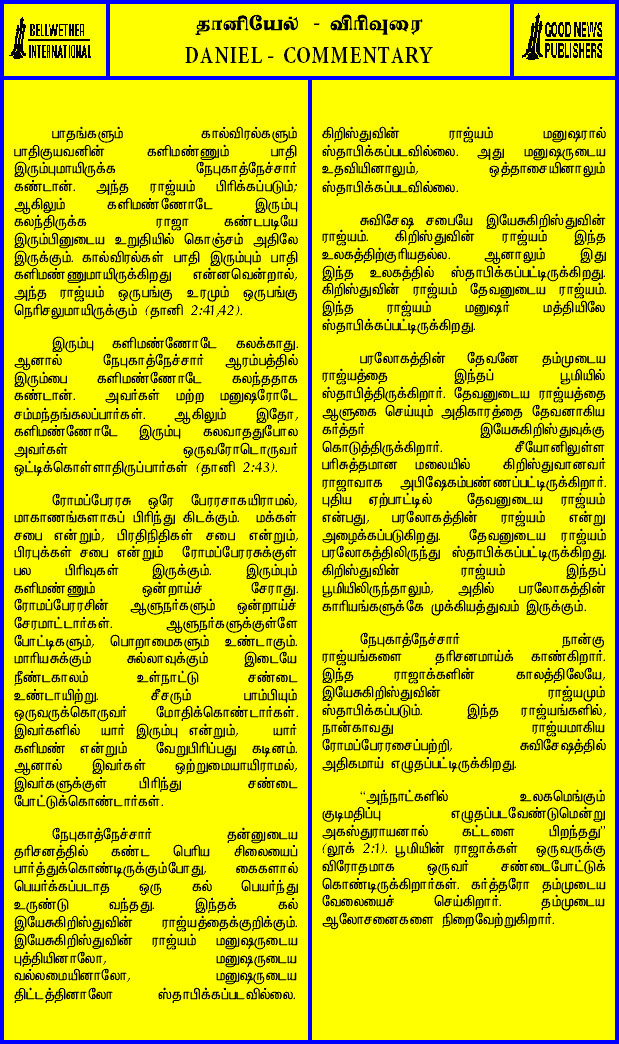 BELLWETHER
INTERNATIONAL
தானியேல் - விரிவுரை
DANIEL - COMMENTARY
GOOD NEWS
PUBLISHERS
பாதங்களும் கால்விரல்களும்
பாதிகுயவனின் களிமண்ணும் பாதி
இரும்புமாயிருக்க நேபுகாத்நேச்சார்
கண்டான். அந்த ராஜ்யம் பிரிக்கப்படும்;
ஆகிலும் களிமண்ணோடே இரும்பு
கலந்திருக்க ராஜா கண்டபடியே
இரும்பினுடைய உறுதியில் கொஞ்சம் அதிலே
இருக்கும். கால்விரல்கள் பாதி இரும்பும் பாதி
களிமண்ணுமாயிருக்கிறது என்னவென்றால்,
அந்த ராஜ்யம் ஒருபங்கு உரமும் ஒருபங்கு
நெரிசலுமாயிருக்கும் (தானி 2:41,42).
இரும்பு களிமண்ணோடே கலக்காது.
ஆனால் நேபுகாத்நேச்சார் ஆரம்பத்தில்
இரும்பை களிமண்ணோடே கலந்ததாக
கண்டான். அவர்கள் மற்ற மனுஷரோடே
சம்மந்தங்கலப்பார்கள். ஆகிலும் இதோ,
களிமண்ணோடே இரும்பு கலவாததுபோல
அவர்கள் ஒருவரோடொருவர்
ஒட்டிக்கொள்ளாதிருப்பார்கள் (தானி 2:43).
ரோமப்பேரரசு ஒரே பேரரசாகயிராமல்,
மாகாணங்களாகப் பிரிந்து கிடக்கும். மக்கள்
சபை என்றும், பிரதிநிதிகள் சபை என்றும்,
பிரபுக்கள் சபை என்றும் ரோமப்பேரரசுக்குள்
பல பிரிவுகள் இருக்கும். இரும்பும்
களிமண்ணும் ஒன்றாய்ச் சேராது.
ரோமப்பேரரசின் ஆளுநர்களும் ஒன்றாய்ச்
சேரமாட்டார்கள். ஆளுநர்களுக்குள்ளே
போட்டிகளும், பொறாமைகளும் உண்டாகும்.
மாரியசுக்கும் சுல்லாவுக்கும் இடையே
நீண்டகாலம் உள்நாட்டு சண்டை
உண்டாயிற்று. சீசரும் பாம்பியும்
ஒருவருக்கொருவர் மோதிக்கொண்டார்கள்.
இவர்களில் யார் இரும்பு என்றும், யார்
களிமண் என்றும் வேறுபிரிப்பது கடினம்.
ஆனால் இவர்கள் ஒற்றுமையாயிராமல்,
இவர்களுக்குள் பிரிந்து சண்டை
போட்டுக்கொண்டார்கள்.
நேபுகாத்நேச்சார் தன்னுடைய
தரிசனத்தில் கண்ட பெரிய சிலையைப்
பார்த்துக்கொண்டிருக்கும்போது, கைகளால்
பெயர்க்கப்படாத ஒரு கல் பெயர்ந்து
உருண்டு வந்தது. இந்தக் கல்
இயேசுகிறிஸ்துவின் ராஜ்யத்தைக்குறிக்கும்.
இயேசுகிறிஸ்துவின் ராஜ்யம் மனுஷருடைய
புத்தியினாலோ, மனுஷருடைய
வல்லமையினாலோ, மனுஷருடைய
திட்டத்தினாலோ ஸ்தாபிக்கப்படவில்லை.
கிறிஸ்துவின் ராஜ்யம் மனுஷரால்
ஸ்தாபிக்கப்படவில்லை. அது மனுஷருடைய
உதவியினாலும், ஒத்தாசையினாலும்
ஸ்தாபிக்கப்படவில்லை.
சுவிசேஷ சபையே இயேசுகிறிஸ்துவின்
ராஜ்யம். கிறிஸ்துவின் ராஜ்யம் இந்த
உலகத்திற்குரியதல்ல. ஆனாலும் இது
இந்த உலகத்தில் ஸ்தாபிக்கப்பட்டிருக்கிறது.
கிறிஸ்துவின் ராஜ்யம் தேவனுடைய ராஜ்யம்.
இந்த ராஜ்யம் மனுஷர் மத்தியிலே
ஸ்தாபிக்கப்பட்டிருக்கிறது.
பரலோகத்தின் தேவனே தம்முடைய
ராஜ்யத்தை இந்தப் பூமியில்
ஸ்தாபித்திருக்கிறார். தேவனுடைய ராஜ்யத்தை
ஆளுகை செய்யும் அதிகாரத்தை தேவனாகிய
கர்த்தர் இயேசுகிறிஸ்துவுக்கு
கொடுத்திருக்கிறார். சீயோனிலுள்ள
பரிசுத்தமான மலையில் கிறிஸ்துவானவர்
ராஜாவாக அபிஷேகம்பண்ணப்பட்டிருக்கிறார்.
புதிய ஏற்பாட்டில் தேவனுடைய ராஜ்யம்
என்பது, பரலோகத்தின் ராஜ்யம் என்று
அழைக்கப்படுகிறது. தேவனுடைய ராஜ்யம்
பரலோகத்திலிருந்து ஸ்தாபிக்கப்பட்டிருக்கிறது.
கிறிஸ்துவின் ராஜ்யம் இந்தப்
பூமியிலிருந்தாலும், அதில் பரலோகத்தின்
காரியங்களுக்கே முக்கியத்துவம் இருக்கும்.
நேபுகாத்நேச்சார் நான்கு
ராஜ்யங்களை தரிசனமாய்க் காண்கிறார்.
இந்த ராஜாக்களின் காலத்திலேயே,
இயேசுகிறிஸ்துவின் ராஜ்யமும்
ஸ்தாபிக்கப்படும். இந்த ராஜ்யங்களில்,
நான்காவது ராஜ்யமாகிய
ரோமப்பேரரசைப்பற்றி, சுவிசேஷத்தில்
அதிகமாய் எழுதப்பட்டிருக்கிறது.
“அந்நாட்களில் உலகமெங்கும்
குடிமதிப்பு எழுதப்படவேண்டுமென்று
அகஸ்துராயனால் கட்டளை பிறந்தது”
(லூக் 2:1). பூமியின் ராஜாக்கள் ஒருவருக்கு
விரோதமாக ஒருவர் சண்டைபோட்டுக்
கொண்டிருக்கிறார்கள். கர்த்தரோ தம்முடைய
வேலையைச் செய்கிறார். தம்முடைய
ஆலோசனைகளை நிறைவேற்றுகிறார்.